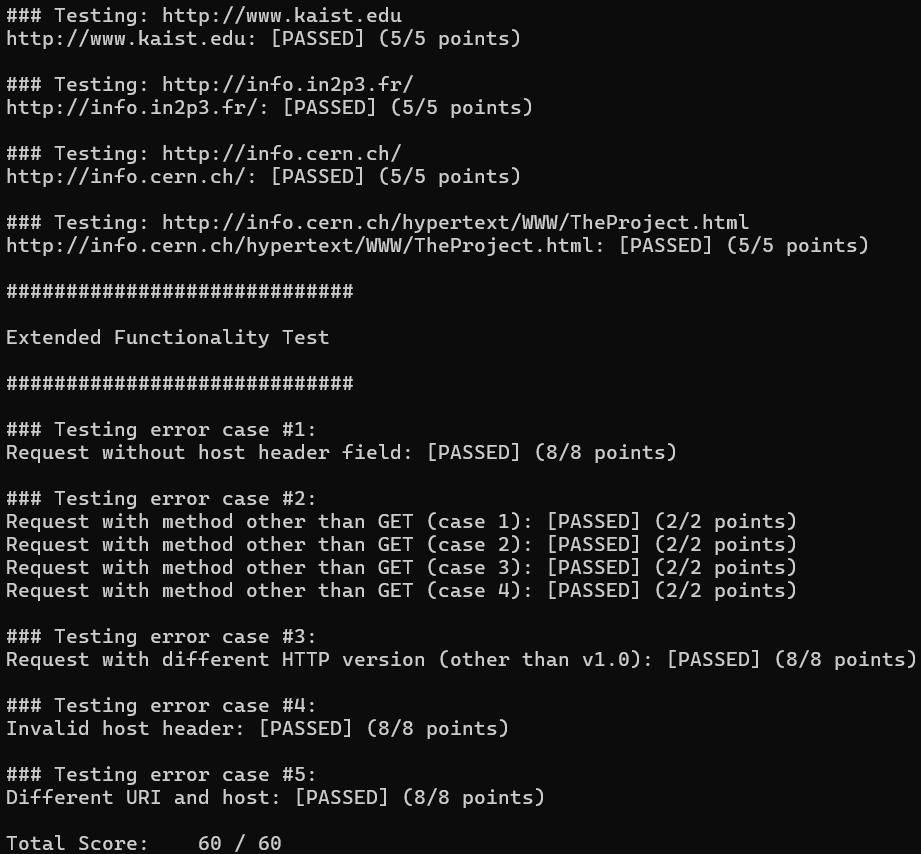 ### Testing: http://www.kaist.edu
http://www.kaist.edu: [PASSED] (5/5 points)
### Testing: http://info.in2p3.fr/
http://info.in2p3.fr/: [PASSED] (5/5 points)
### Testing: http://info.cern.ch/
http://info.cern.ch/: [PASSED] (5/5 points)
### Testing: http://info.cern.ch/hypertext/WWW/TheProject.html
http://info.cern.ch/hypertext/WWW/TheProject.html: [PASSED] (5/5 points)
#############################
Extended Functionality Test
#############################
### Testing error case #1:
Request without host header field: [PASSED] (8/8 points)
### Testing error case #2:
Request with method other than GET (case 1): [PASSED] (2/2 points)
Request with method other than GET (case 2): [PASSED] (2/2 points)
Request with method other than GET (case 3): [PASSED] (2/2 points)
Request with method other than GET (case 4): [PASSED] (2/2 points)
### Testing error case #3:
Request with different HTTP version (other than v1.0): [PASSED] (8/8 points)
### Testing error case #4:
Invalid host header: [PASSED] (8/8 points)
### Testing error case #5:
Different URI and host: [PASSED] (8/8 points)
Total Score:    60 / 60